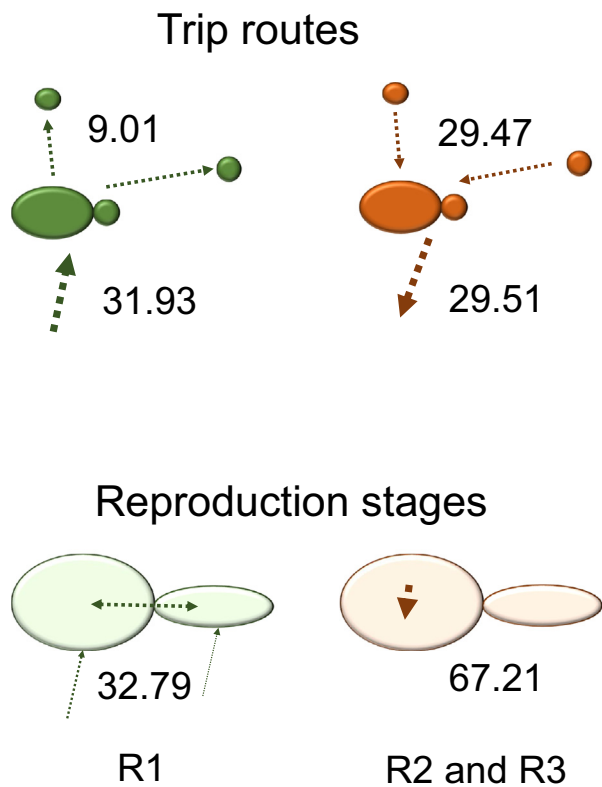 Trip routes
9.01
29.47
31.93
29.51
Reproduction stages
32.79
67.21
R1
R2 and R3